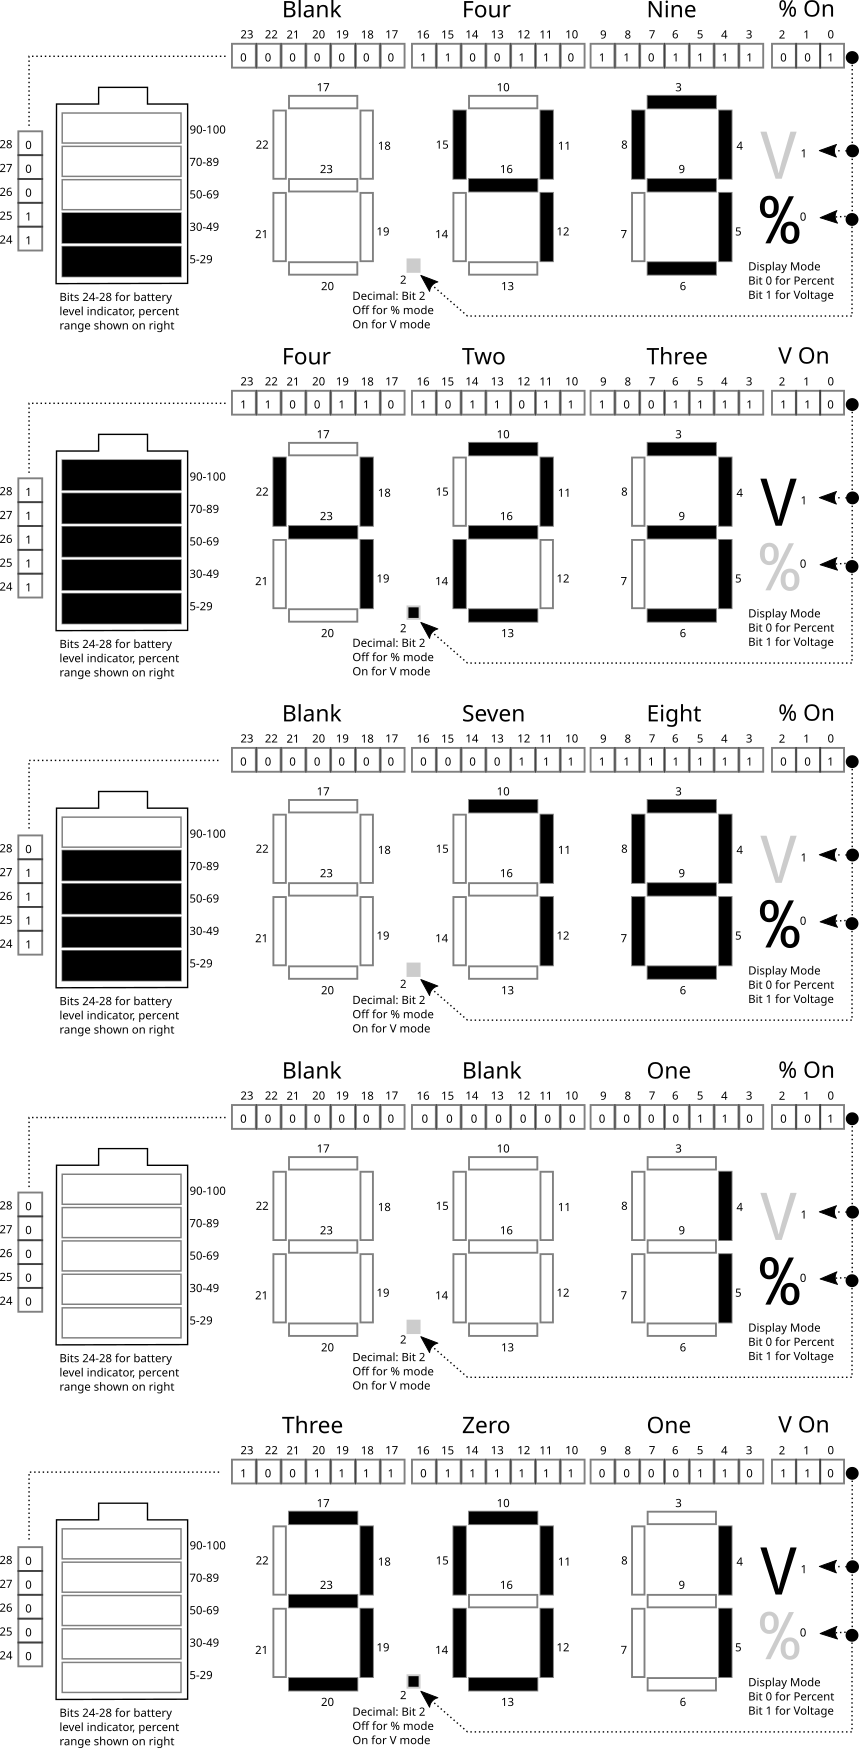 Blank Four Nine % On
23 22 21 20 19 18 17 16 15 14 13 12 11 10 9 8 7 6 5 4 3 2 1 0
0 0 0 0 0 0 0 1 1 0 0 1 1 0 1 1 0 1 1 1 1 0 0 1
17 10 3
90-100
28 0 22 18 15 11 8 4 V 1
27 0 70-89 23 16 9
26 0 50-69
25 1 30-49 % 0
24 1 21 19 14 12 7 5
5-29
2 20 13 6
Display Mode
Bit 0 for Percent
Bit 1 for Voltage
Decimal: Bit 2
Off for % mode
On for V mode
Bits 24-28 for battery
level indicator, percent
range shown on right
Four Two Three V On
23 22 21 20 19 18 17 16 15 14 13 12 11 10 9 8 7 6 5 4 3 2 1 0
1 1 0 0 1 1 0 1 0 1 1 0 1 1 1 0 0 1 1 1 1 1 1 0
17 10 3
90-100
28 1 22 18 15 11 8 4 V 1
27 1 70-89 23 16 9
26 1 50-69
25 1 30-49 % 0
24 1 21 19 14 12 7 5
5-29
2 20 13 6
Display Mode
Bit 0 for Percent
Bit 1 for Voltage
Decimal: Bit 2
Off for % mode
On for V mode
Bits 24-28 for battery
level indicator, percent
range shown on right
Blank Seven Eight % On
23 22 21 20 19 18 17 16 15 14 13 12 11 10 9 8 7 6 5 4 3 2 1 0
0 0 0 0 0 0 0 0 0 0 0 1 1 1 1 1 1 1 1 1 1 0 0 1
17 10 3
90-100
28 0 22 18 15 11 8 4 V 1
27 1 70-89 23 16 9
26 1 50-69
25 1 30-49 % 0
24 1 21 19 14 12 7 5
5-29
2 20 13 6
Display Mode
Bit 0 for Percent
Bit 1 for Voltage
Decimal: Bit 2
Off for % mode
On for V mode
Bits 24-28 for battery
level indicator, percent
range shown on right
Blank Blank One % On
23 22 21 20 19 18 17 16 15 14 13 12 11 10 9 8 7 6 5 4 3 2 1 0
0 0 0 0 0 0 0 0 0 0 0 0 0 0 0 0 0 0 1 1 0 0 0 1
17 10 3
90-100
28 0 22 18 15 11 8 4 V 1
27 0 70-89 23 16 9
26 0 50-69
25 0 30-49 % 0
24 0 21 19 14 12 7 5
5-29
2 20 13 6
Display Mode
Bit 0 for Percent
Bit 1 for Voltage
Decimal: Bit 2
Off for % mode
On for V mode
Bits 24-28 for battery
level indicator, percent
range shown on right
Three Zero One V On
23 22 21 20 19 18 17 16 15 14 13 12 11 10 9 8 7 6 5 4 3 2 1 0
1 0 0 1 1 1 1 0 1 1 1 1 1 1 0 0 0 0 1 1 0 1 1 0
17 10 3
90-100
28 0 22 18 15 11 8 4 V 1
27 0 70-89 23 16 9
26 0 50-69
25 0 30-49 % 0
24 0 21 19 14 12 7 5
5-29
2 20 13 6
Display Mode
Bit 0 for Percent
Bit 1 for Voltage
Decimal: Bit 2
Off for % mode
On for V mode
Bits 24-28 for battery
level indicator, percent
range shown on right